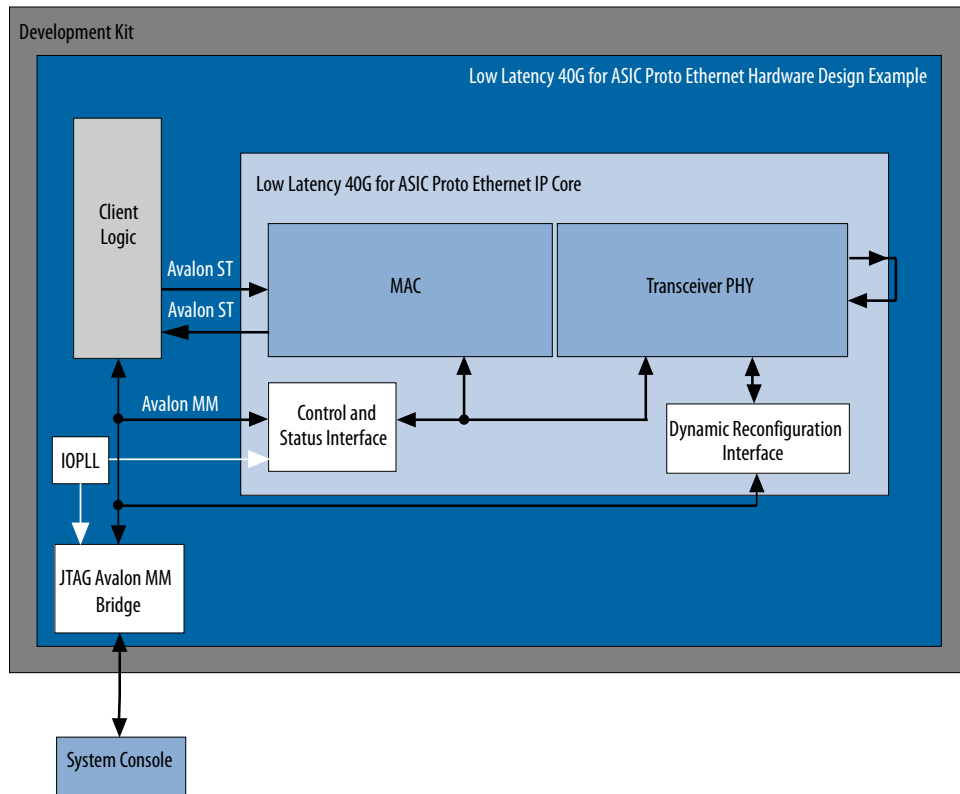 Development Kit
Low Latency 40G for ASIC Proto Ethernet Hardware Design Example
Low Latency 40G for ASIC Proto Ethernet IP Core
Client
Logic
Avalon ST
Avalon ST
MAC
Transceiver PHY
Avalon MM
Control and
Status Interface
Dynamic Reconfiguration
Interface
IOPLL
JTAG Avalon MM
Bridge
System Console